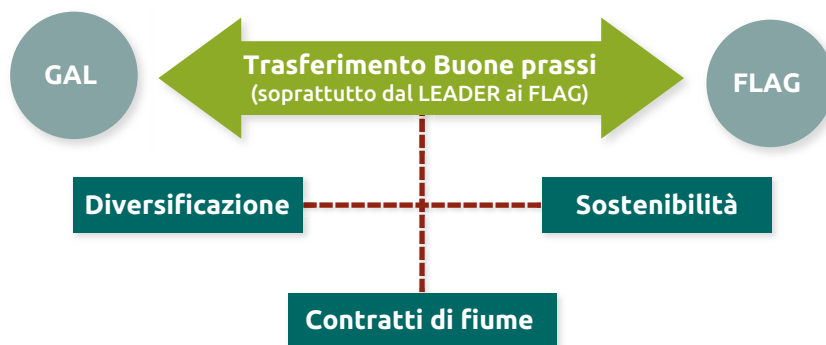 GAL
Trasferimento Buone prassi
(soprattutto dal LEADER ai FLAG)
FLAG
Diversificazione
Sostenibilità
Contratti di fiume